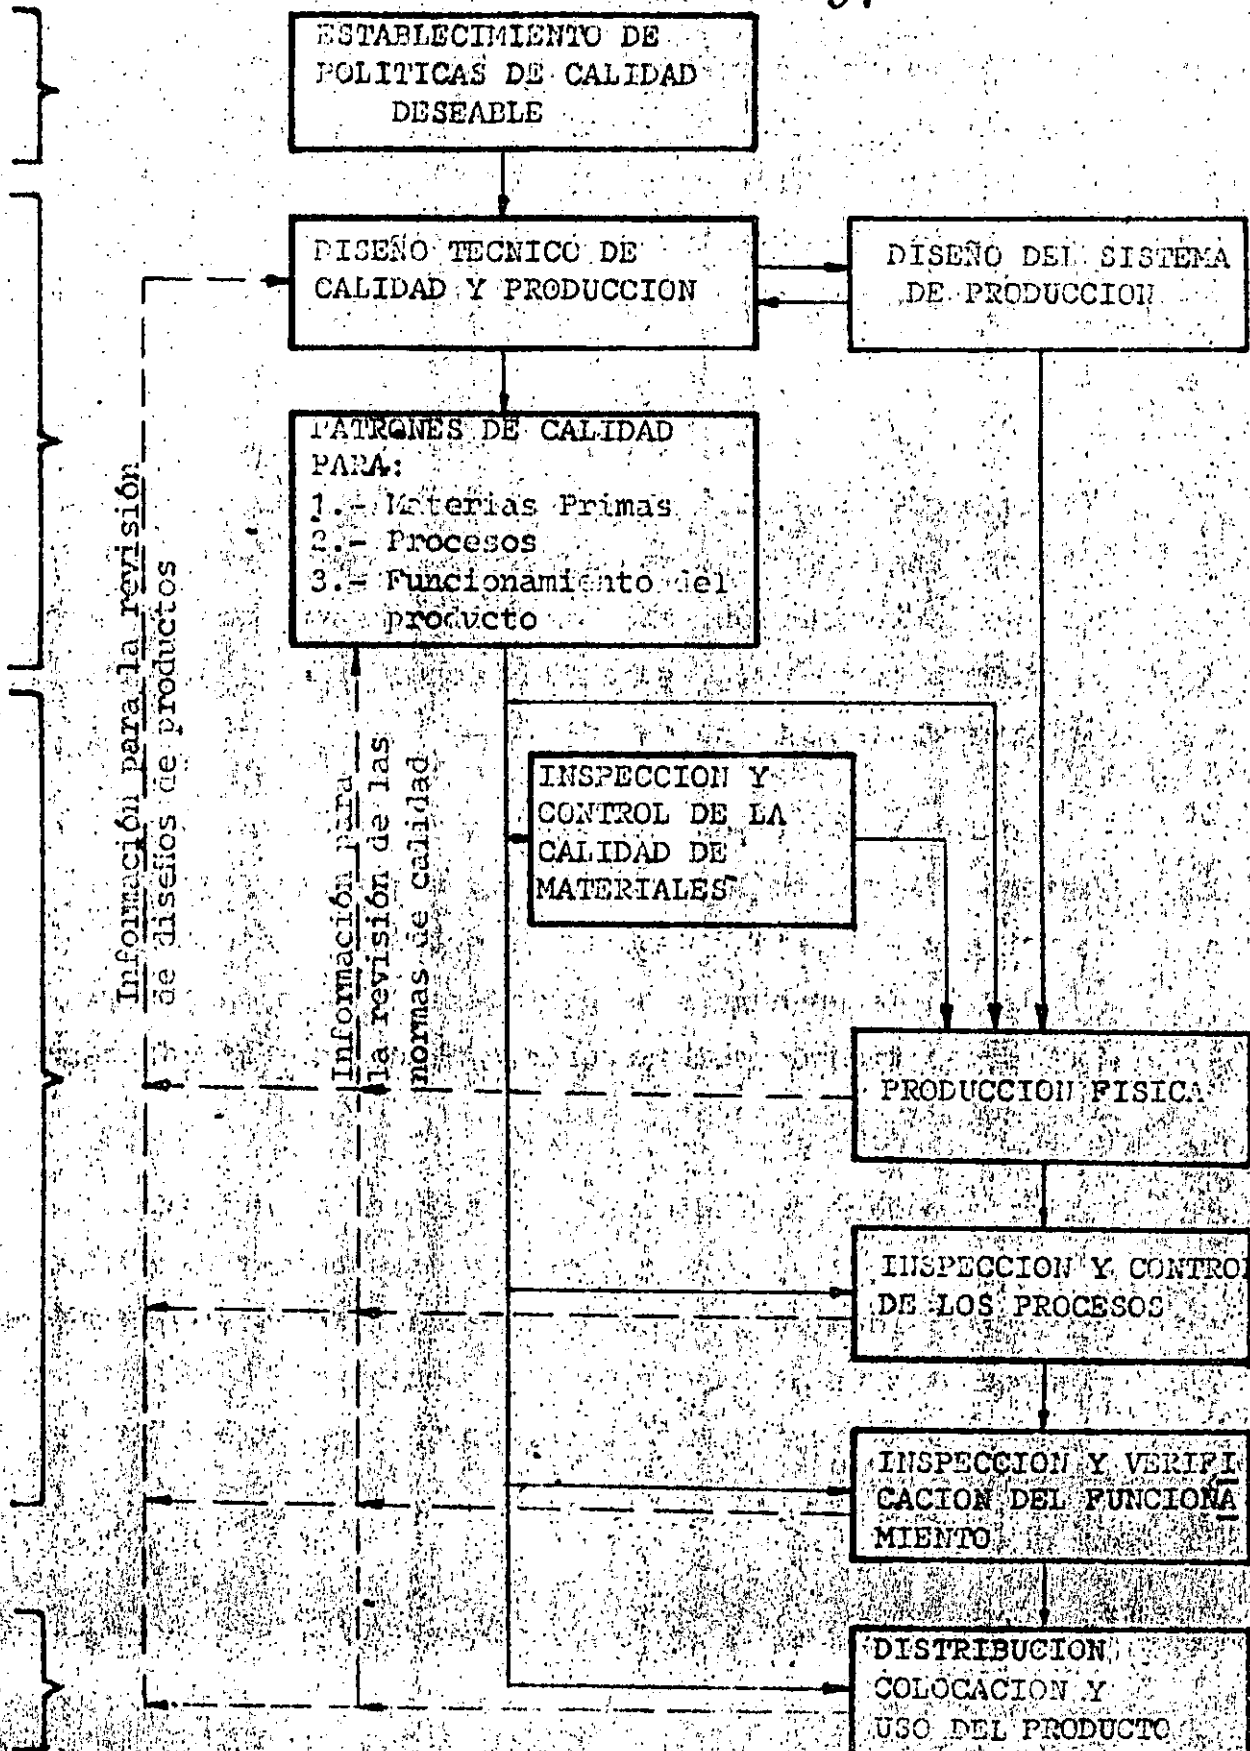 ESTABLECIMIENTO DE
POLITICAS DE CALIDAD
DESEABLE
DISEÑO TECNICO DE
CALIDAD Y PRODUCCION
DISEÑO DEL SISTEMA
DE PRODUCCION
PATRONES DE CALIDAD
PARA:
1.- Materias Primas
2.- Procesos
3.- Funcionamiento del
producto
Información para la revisión
de diseños de productos
Información para
la revisión de las
normas de calidad
INSPECCION Y
CONTROL DE LA
CALIDAD DE
MATERIALES
PRODUCCION FISICA
INSPECCION Y CONTROL
DE LOS PROCESOS
INSPECCION Y VERIFI
CACION DEL FUNCIONA
MIENTO
DISTRIBUCION,
COLOCACION Y
USO DEL PRODUCTO